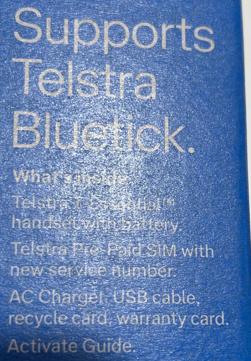 Supports
Telstra
Bluetick.
What's inside
Telstra T-Essential™
handset with battery.
Telstra Pre-Paid SIM with
new service number.
AC Charger, USB cable,
recycle card, warranty card.
Activate Guide.